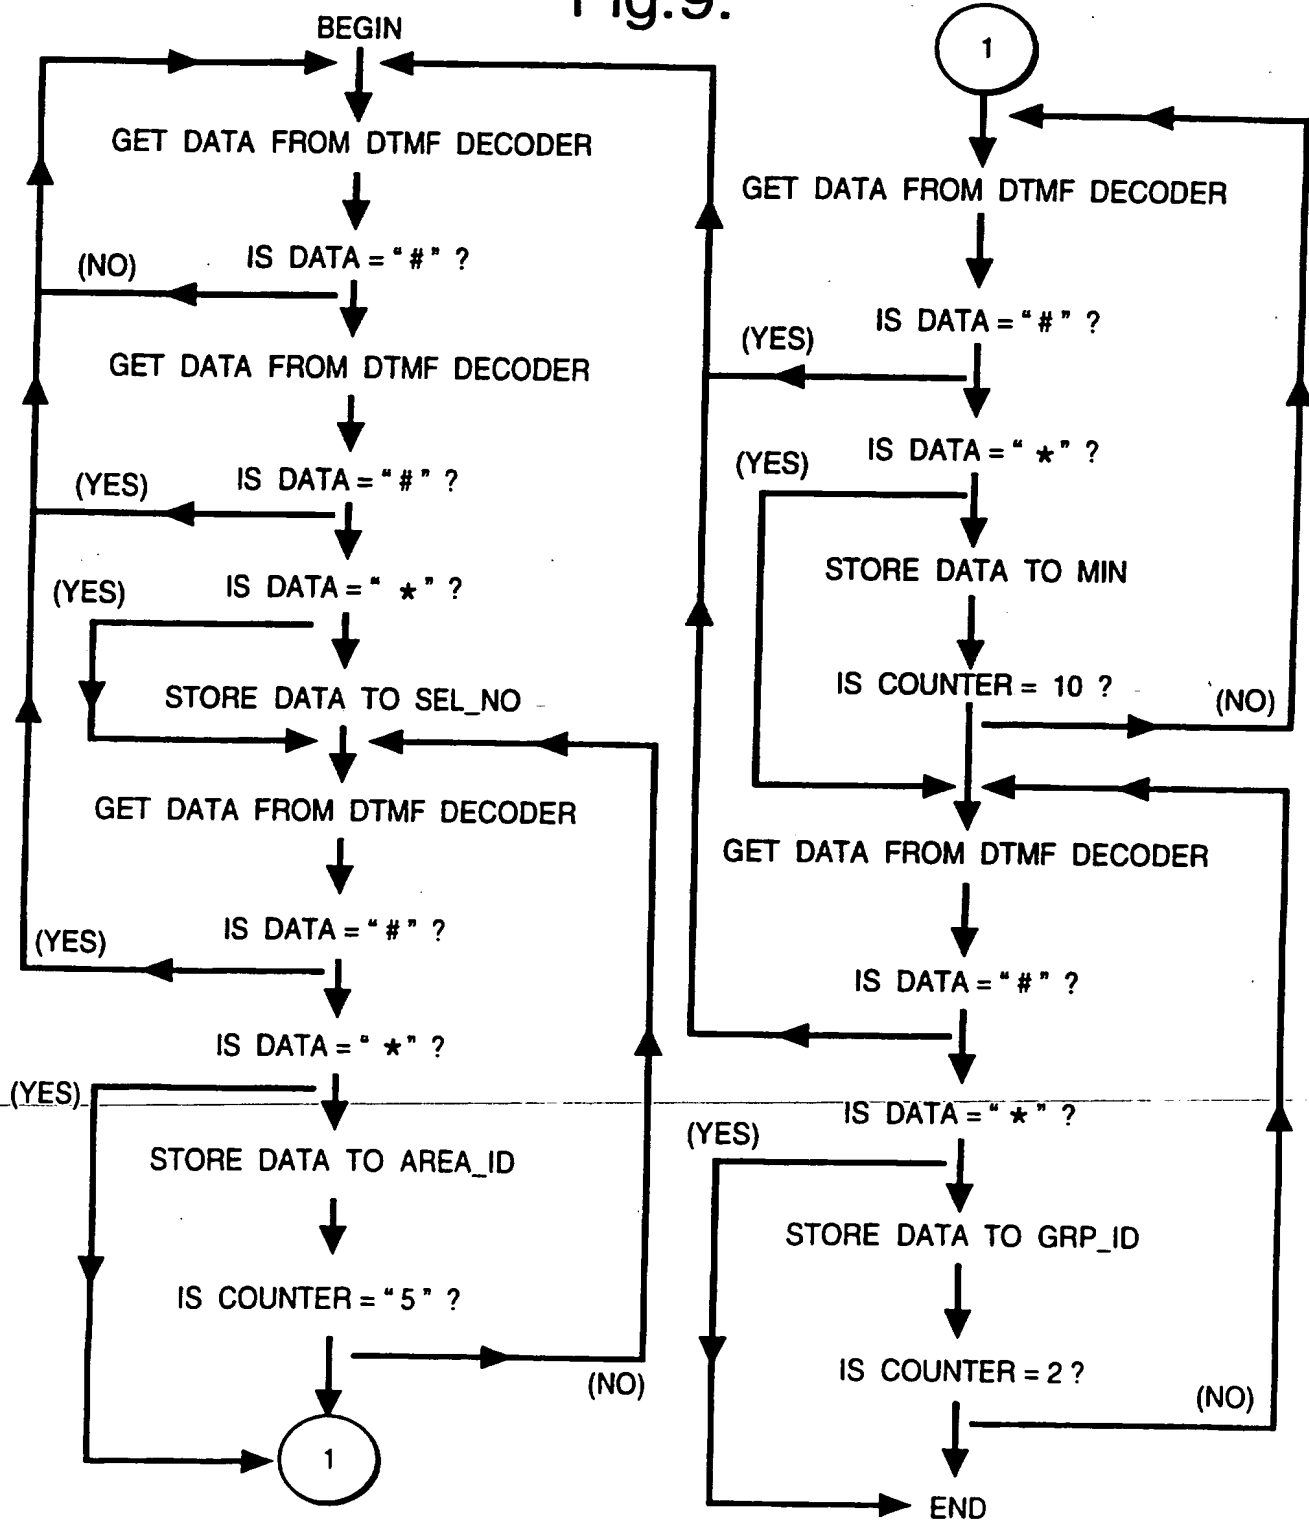 Fig.9.
BEGIN
GET DATA FROM DTMF DECODER
IS DATA = "#" ?
(NO)
GET DATA FROM DTMF DECODER
IS DATA = "#" ?
(YES)
IS DATA = " *" ?
(YES)
STORE DATA TO SEL_NO
GET DATA FROM DTMF DECODER
IS DATA = "#" ?
(YES)
IS DATA = " *" ?
(YES)
STORE DATA TO AREA_ID
IS COUNTER = "5" ?
(NO)
1
1
GET DATA FROM DTMF DECODER
IS DATA = "#" ?
(YES)
IS DATA = " *" ?
(YES)
STORE DATA TO MIN
IS COUNTER = 10 ?
(NO)
GET DATA FROM DTMF DECODER
IS DATA = "#" ?
IS DATA = " *" ?
(YES)
STORE DATA TO GRP_ID
IS COUNTER = 2 ?
(NO)
END